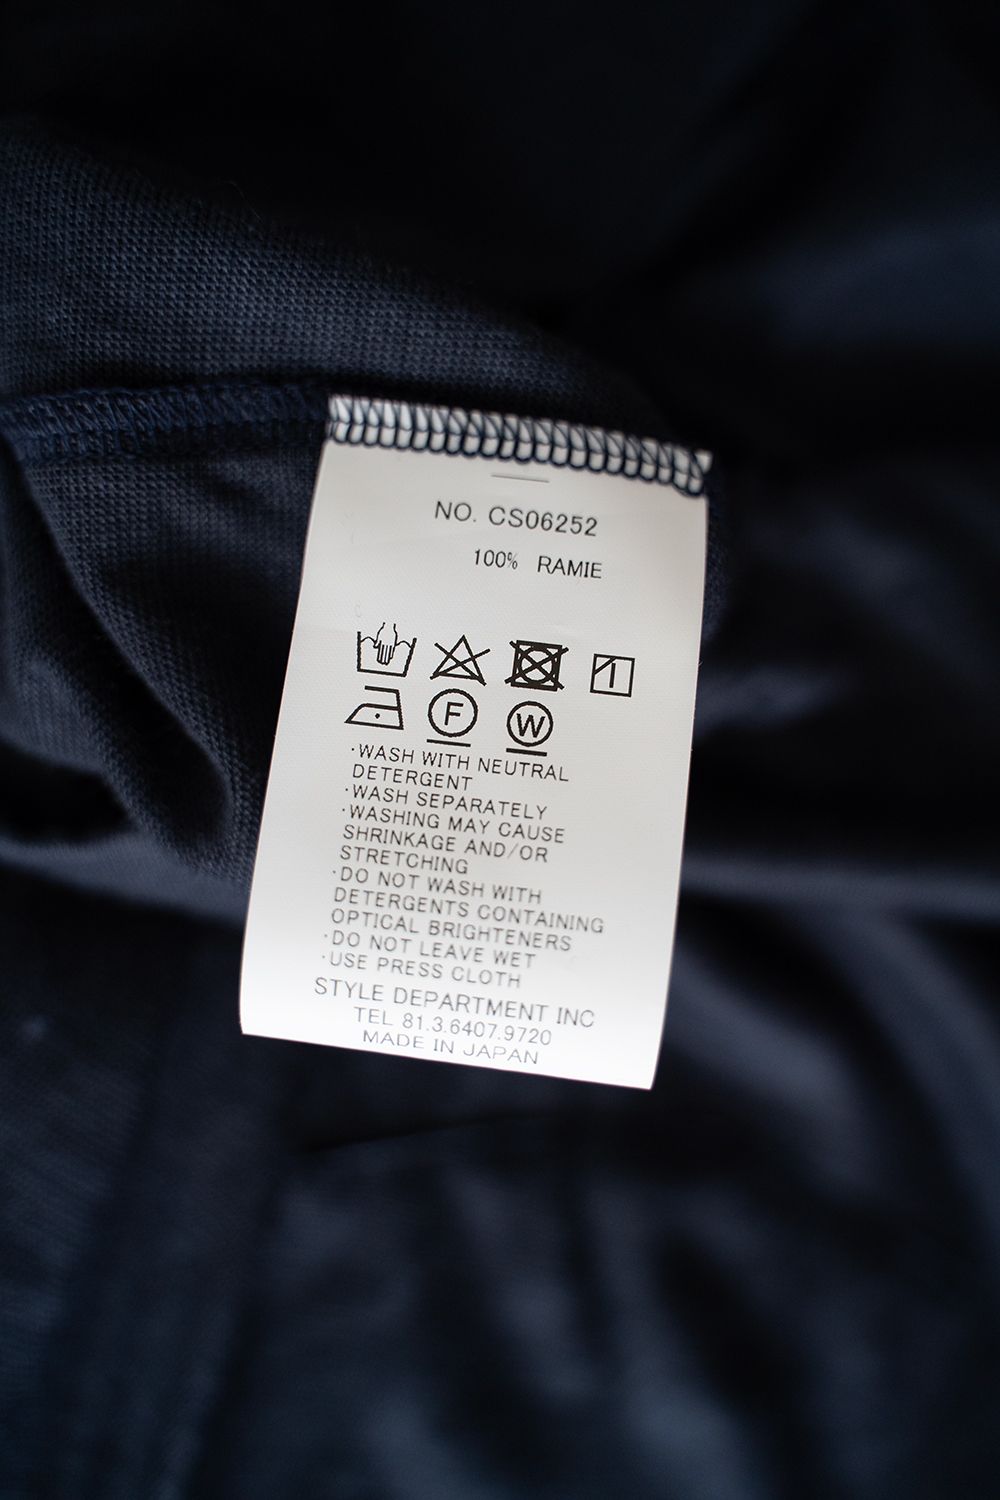 NO. CS06252
100% RAMIE
F W
·WASH WITH NEUTRAL
DETERGENT
·WASH SEPARATELY
·WASHING MAY CAUSE
SHRINKAGE AND/OR
STRETCHING
·DO NOT WASH WITH
DETERGENTS CONTAINING
OPTICAL BRIGHTENERS
·DO NOT LEAVE WET
·USE PRESS CLOTH
STYLE DEPARTMENT INC
TEL 81.3.6407.9720
MADE IN JAPAN